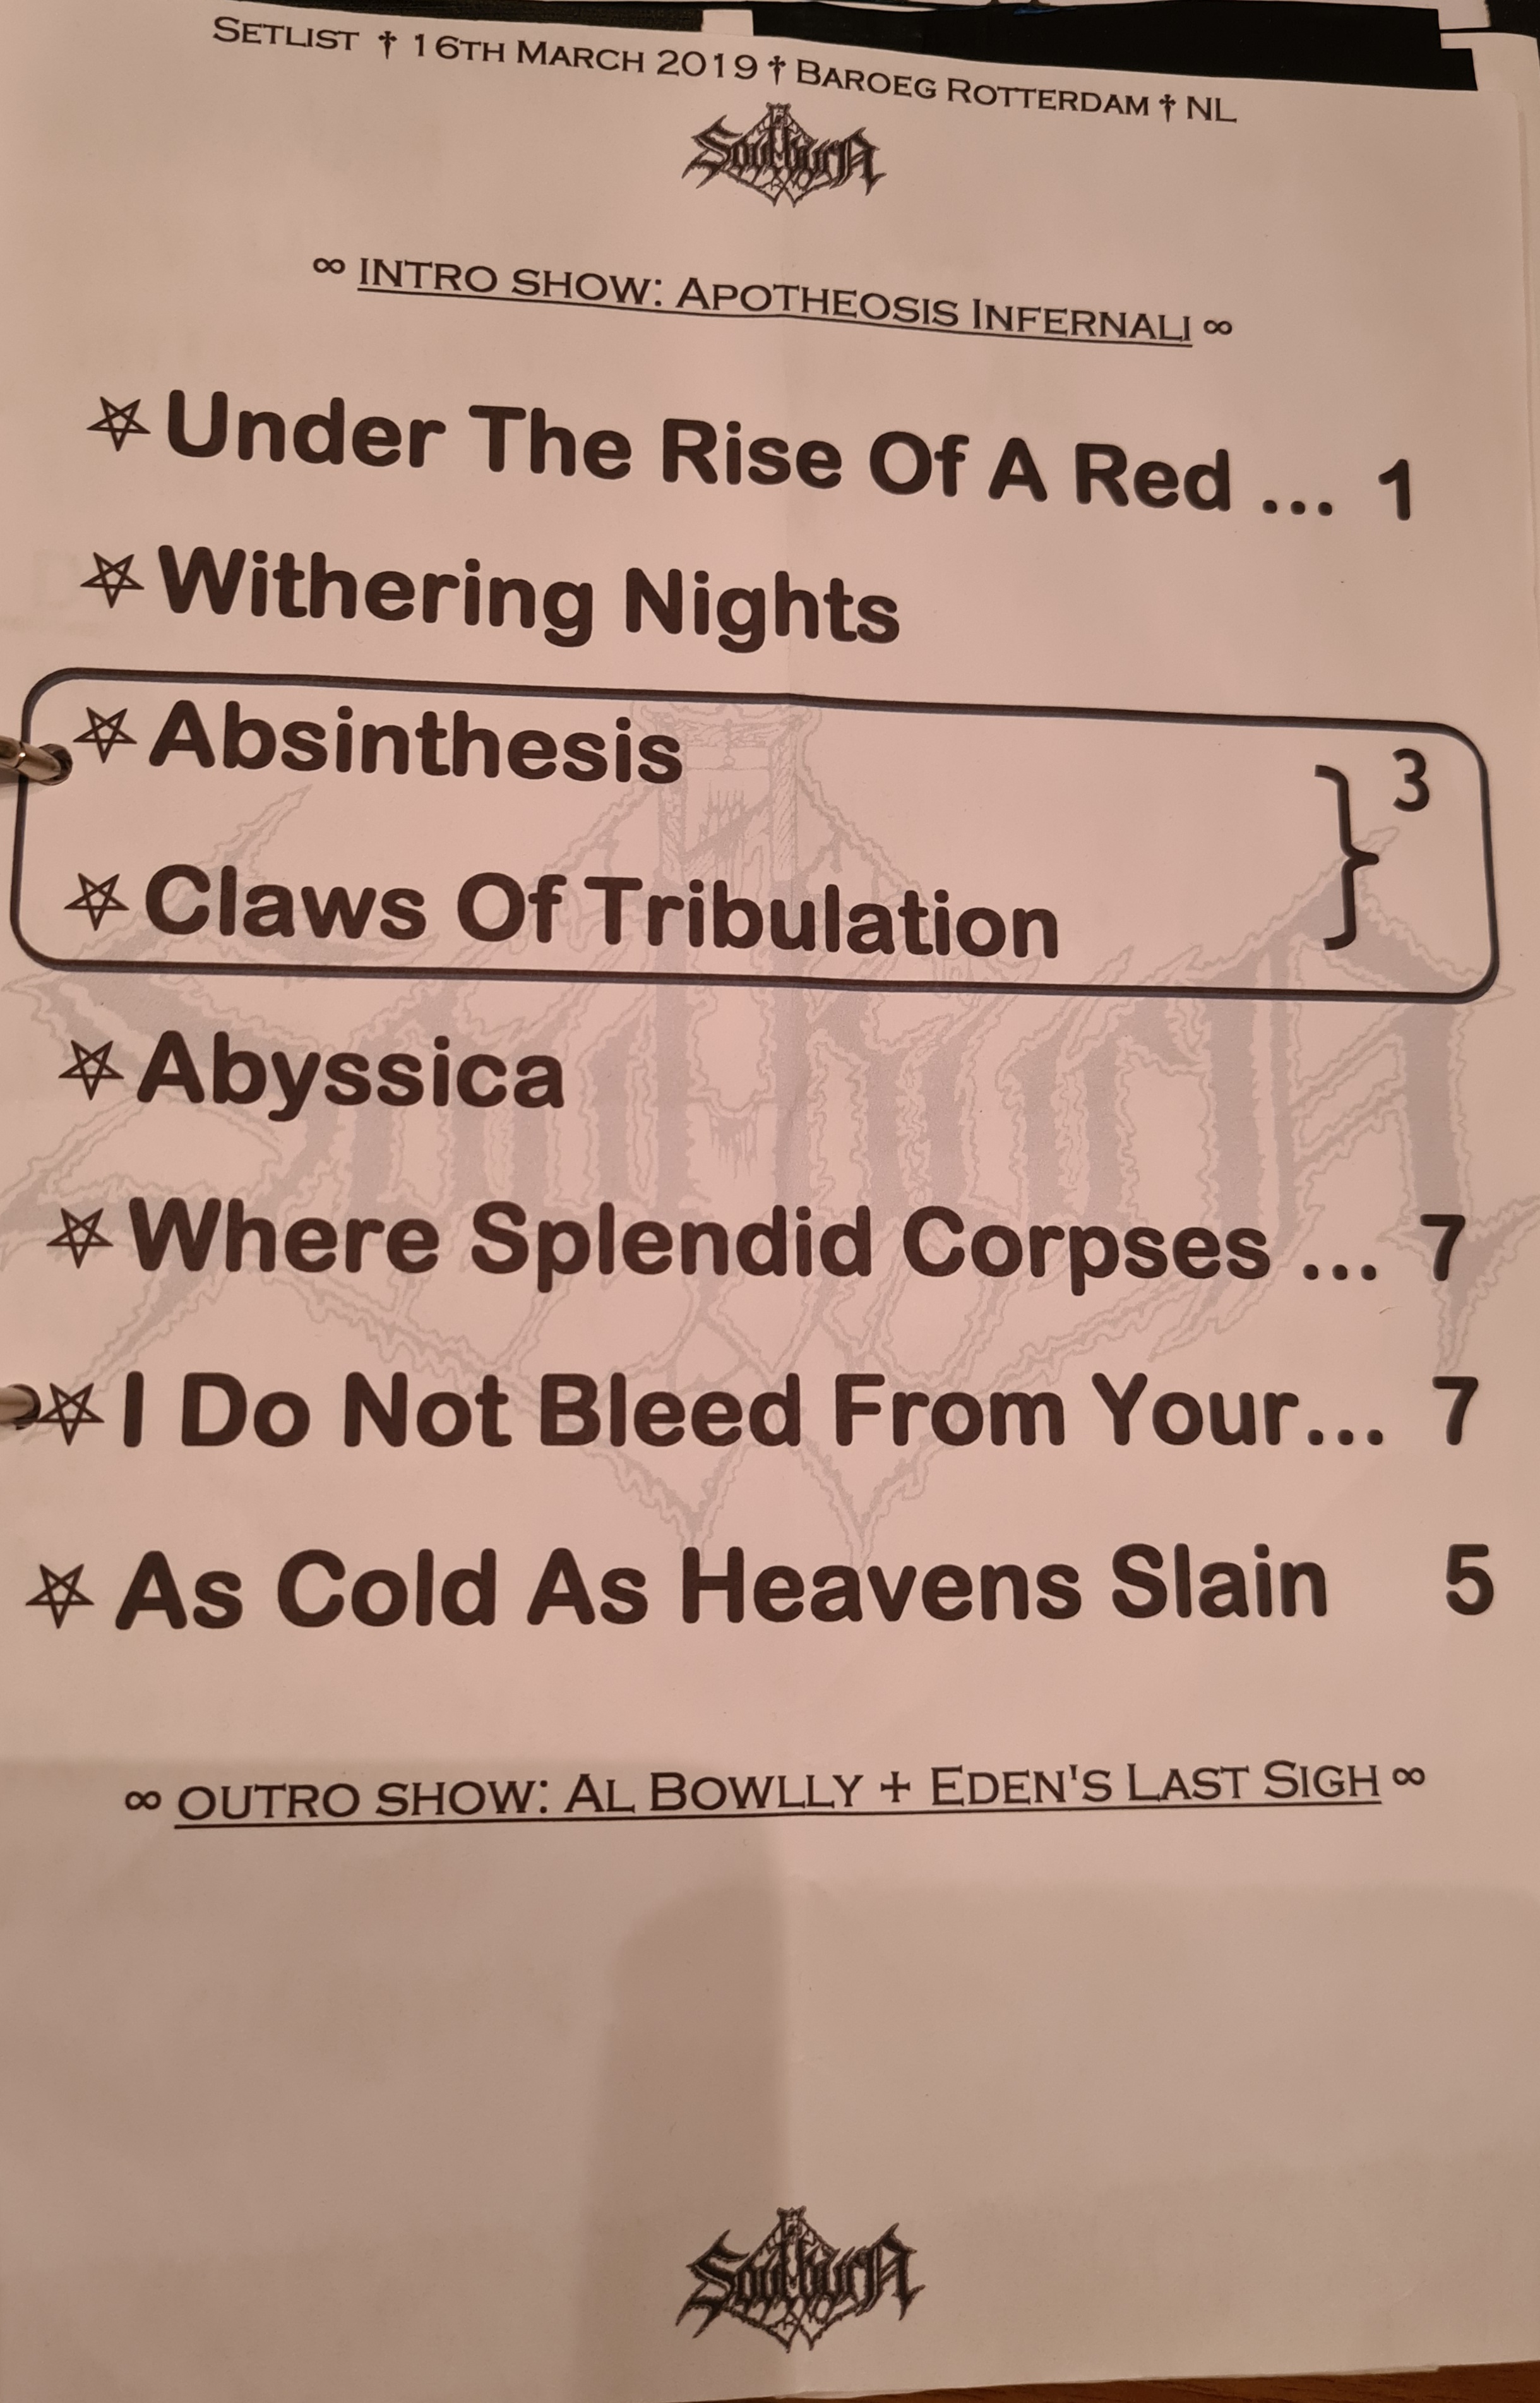 SETLIST † 16TH MARCH 2019 † BAROEG ROTTERDAM † NL
Soulburn
∞ INTRO SHOW: APOTHEOSIS INFERNALI ∞
Under The Rise Of A Red ... 1
Withering Nights
Absinthesis
3
Claws Of Tribulation
Abyssica
Where Splendid Corpses ... 7
I Do Not Bleed From Your... 7
As Cold As Heavens Slain 5
∞ OUTRO SHOW: AL BOWLLY + EDEN'S LAST SIGH ∞
Soulburn